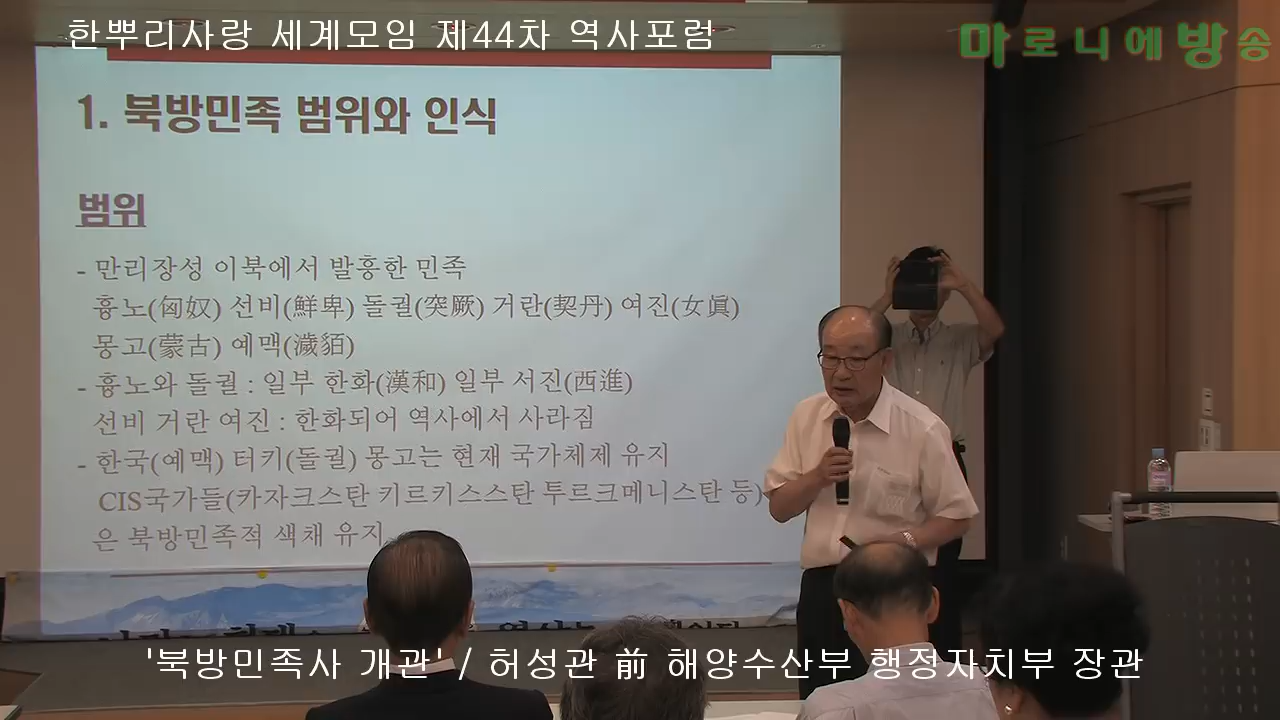 한뿌리사랑 세계모임 제44차 역사포럼
마로니에방송
1. 북방민족 범위와 인식
범위
- 만리장성 이북에서 발흥한 민족
흉노(匈奴) 선비(鮮卑) 돌궐(突厥) 거란(契丹) 여진(女眞)
몽고(蒙古) 예맥(濊貊)
- 흉노와 돌궐 : 일부 한화(漢和) 일부 서진(西進)
선비 거란 여진 : 한화되어 역사에서 사라짐
- 한국(예맥) 터키(돌궐) 몽고는 현재 국가체제 유지
CIS국가들(카자크스탄 키르키스스탄 투르크메니스탄 등)
은 북방민족적 색채 유지
'북방민족사 개관' / 허성관 前 해양수산부 행정자치부 장관